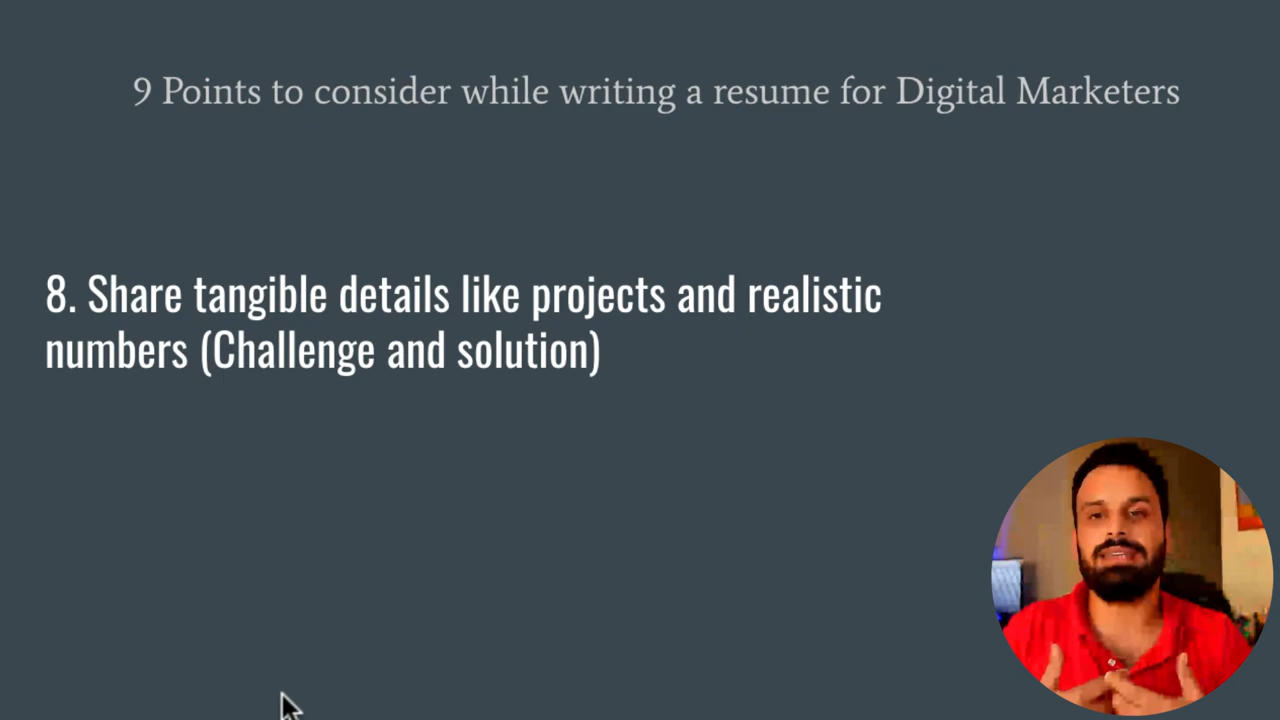 9 Points to consider while writing a resume for Digital Marketers
8. Share tangible details like projects and realistic
numbers (Challenge and solution)